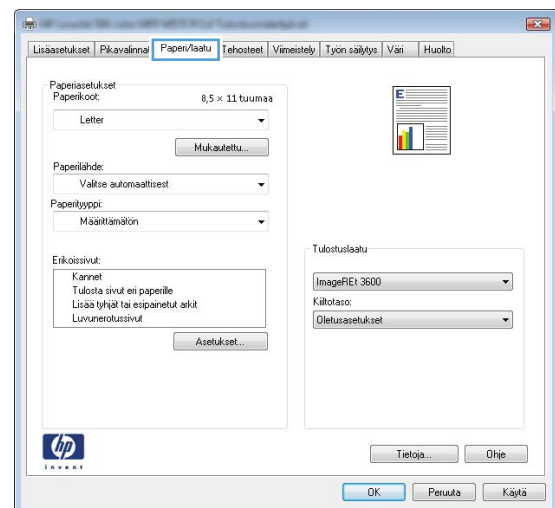 Lisäasetukset Pikavalinnat Paperi/laatu Tehosteet Viimeistely Työn säilytys Väri Huolto
Paperiasetukset
Paperikoot: 8,5 × 11 tuumaa
Letter
Mukautettu...
Paperilähde:
Valitse automaattisest
Paperityyppi:
Määrittämätön
Erikoissivut:
Kannet
Tulosta sivut eri paperille
Lisää tyhjät tai esipainetut arkit
Luvunerotussivut
Asetukset...
E
Tulostuslaatu
ImageREt 3600
Kiiltotaso:
Oletusasetukset
hp
invent
Tietoja... Ohje
OK Peruuta Käytä